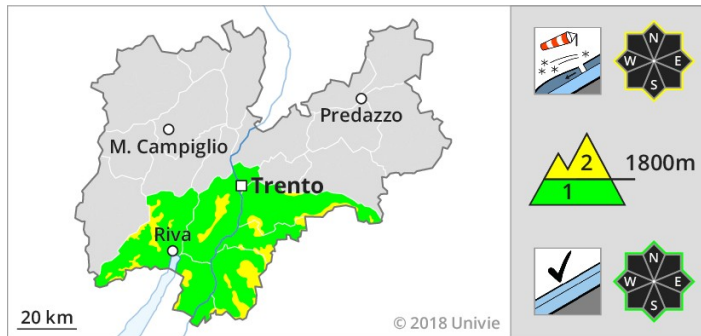 Predazzo
M. Campiglio
Trento
Riva
20 km
© 2018 Univie
N
W E
S
2 1800m
1
N
W E
S